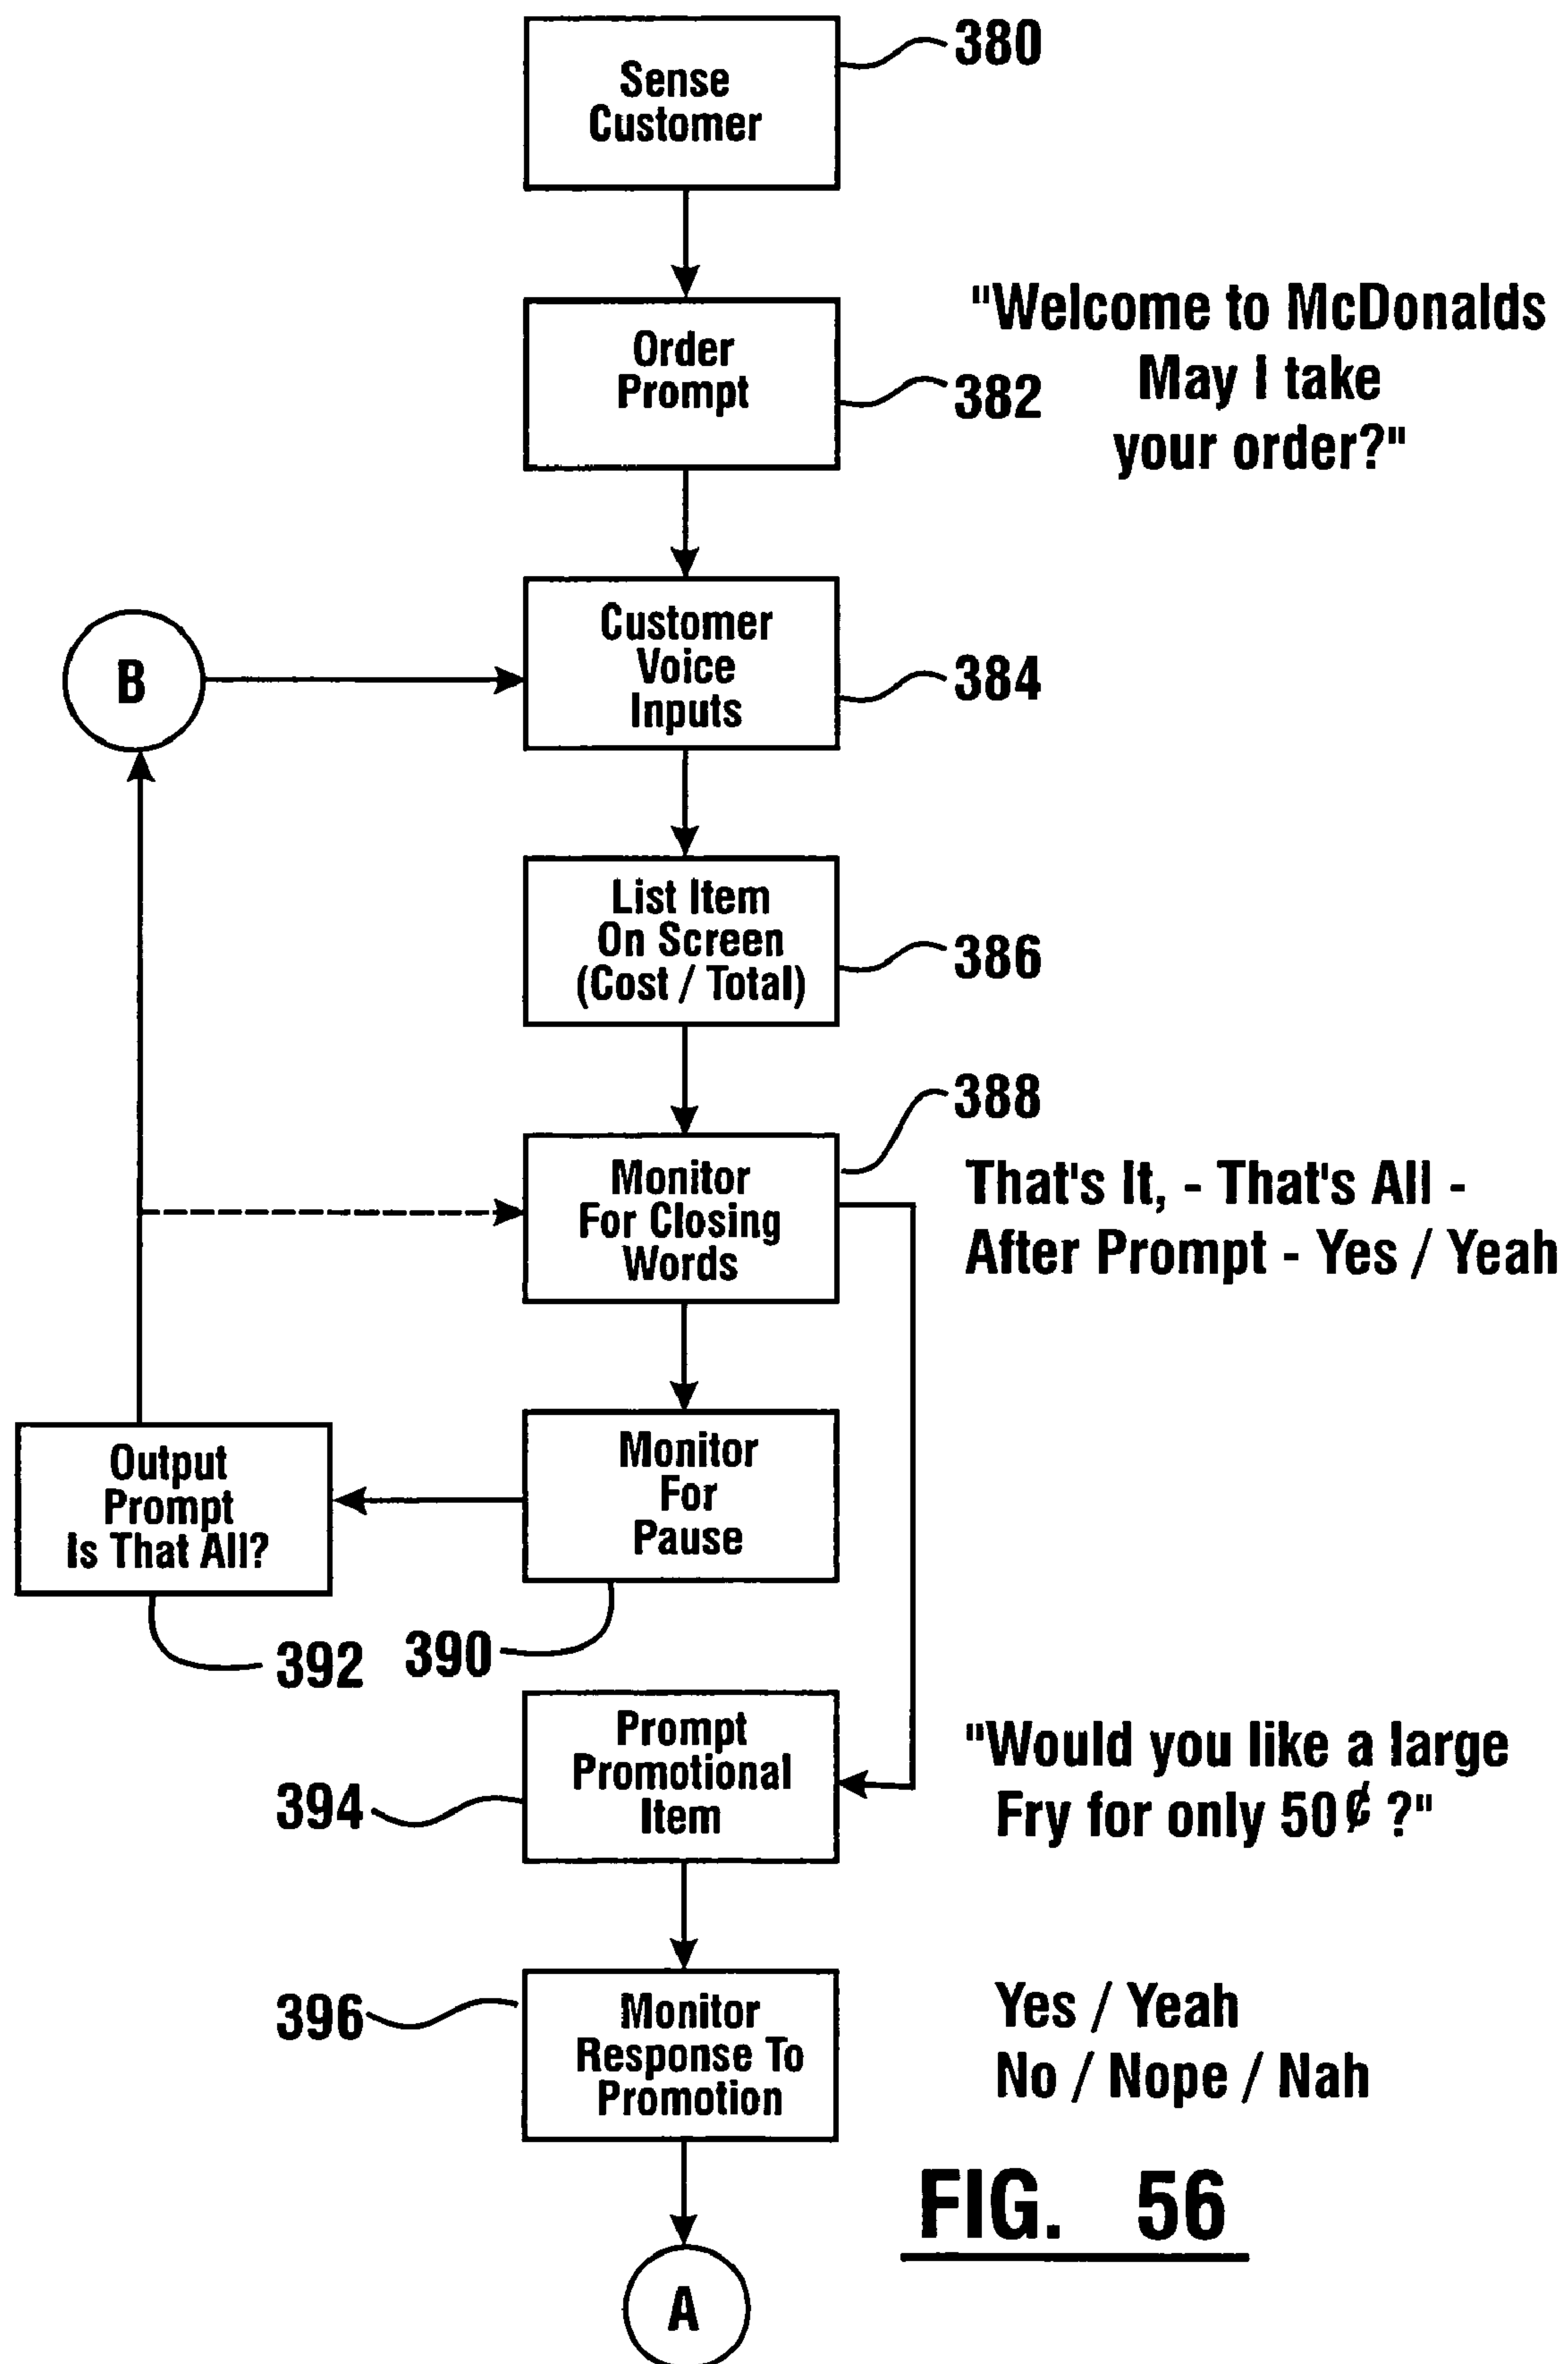 Sense
Customer
380
Order
Prompt
382
"Welcome to McDonalds
May I take
your order?"
B
Customer
Voice
Inputs
384
List Item
On Screen
(Cost / Total)
386
388
Monitor
For Closing
Words
That's It, - That's All -
After Prompt - Yes / Yeah
Output
Prompt
Is That All?
392
Monitor
For
Pause
390
Prompt
Promotional
Item
394
"Would you like a large
Fry for only 50¢ ?"
396
Monitor
Response To
Promotion
Yes / Yeah
No / Nope / Nah
FIG. 56
A